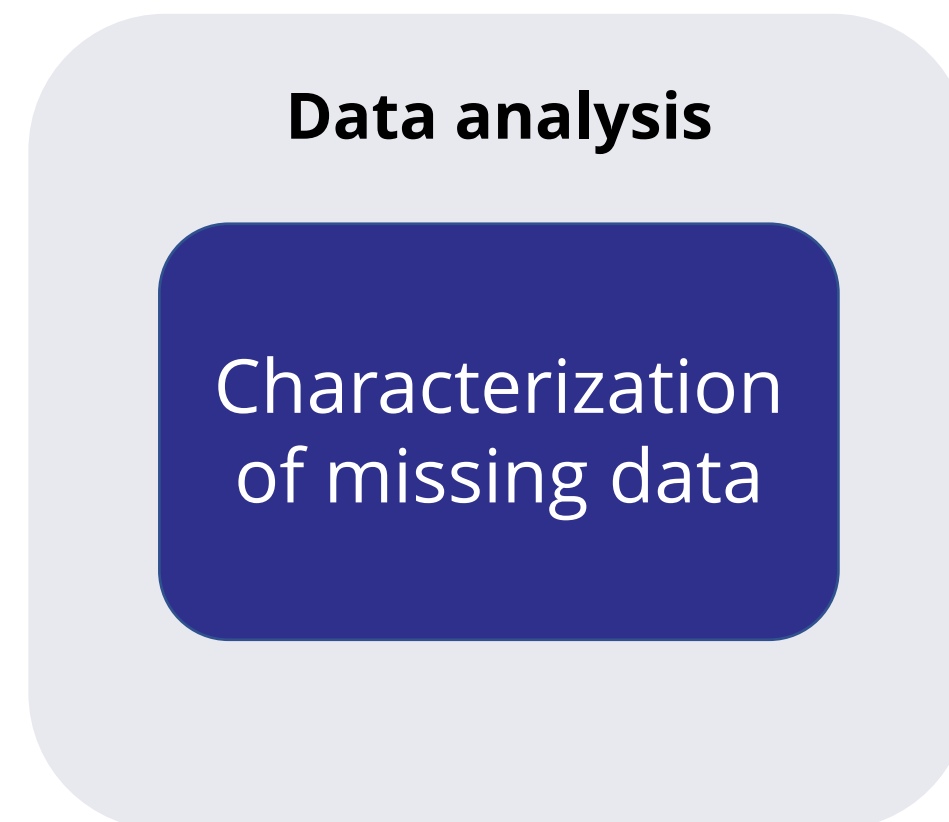 Data analysis
Characterization
of missing data